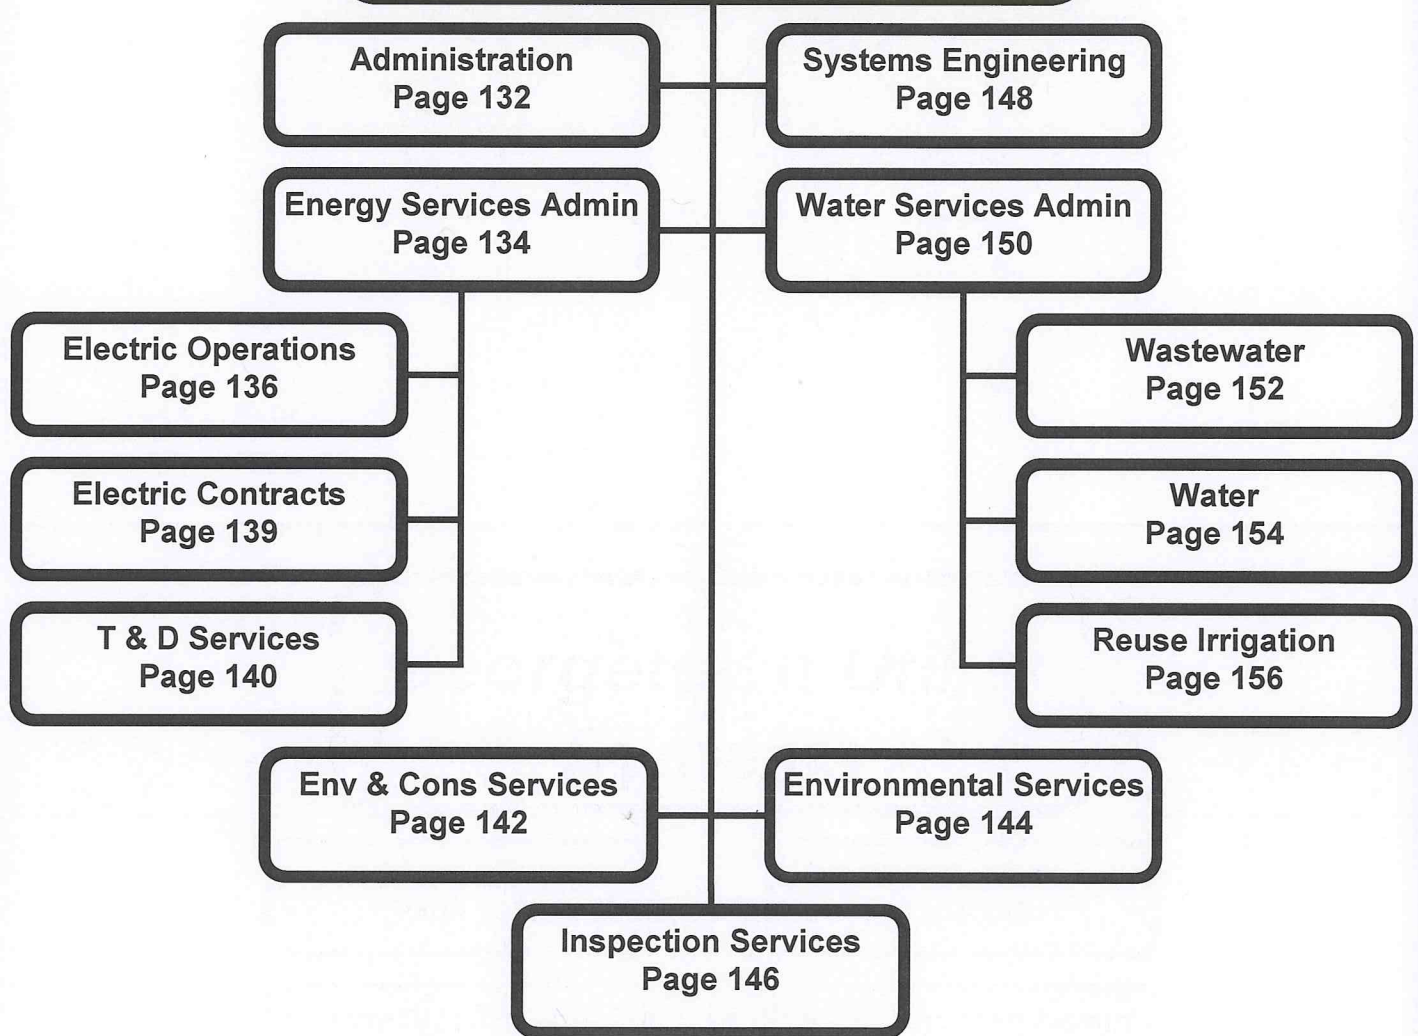 Administration
Page 132
Systems Engineering
Page 148
Energy Services Admin
Page 134
Water Services Admin
Page 150
Electric Operations
Page 136
Wastewater
Page 152
Electric Contracts
Page 139
Water
Page 154
T & D Services
Page 140
Reuse Irrigation
Page 156
Env & Cons Services
Page 142
Environmental Services
Page 144
Inspection Services
Page 146